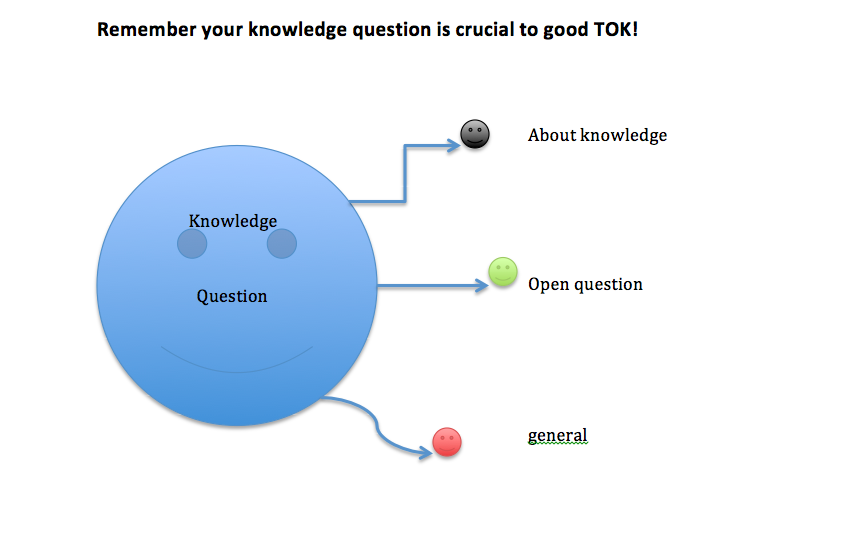 Remember your knowledge question is crucial to good TOK!
About knowledge
Knowledge
Question
Open question
general